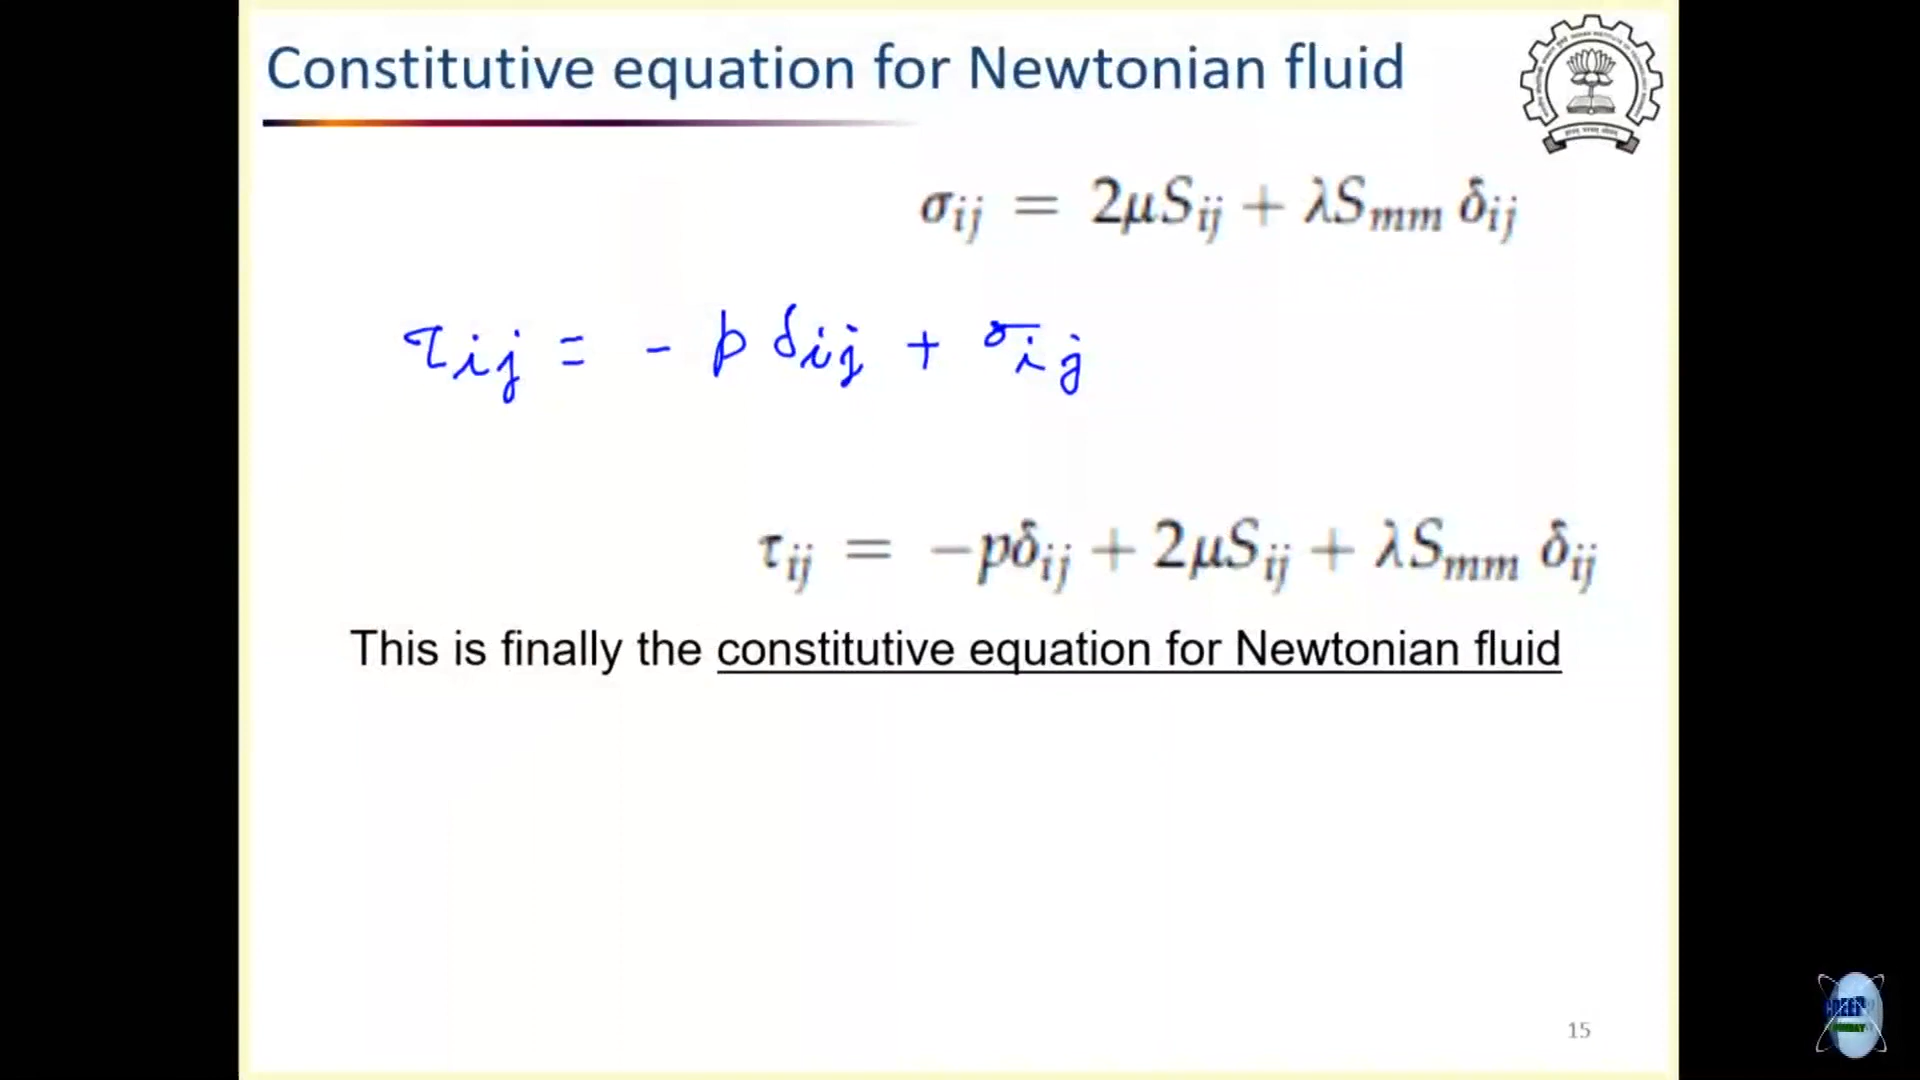 Constitutive equation for Newtonian fluid
σij = 2μSij + λSmm δij
τij = - p δij + σij
τij = −pδij + 2μSij + λSmm δij
This is finally the constitutive equation for Newtonian fluid
15